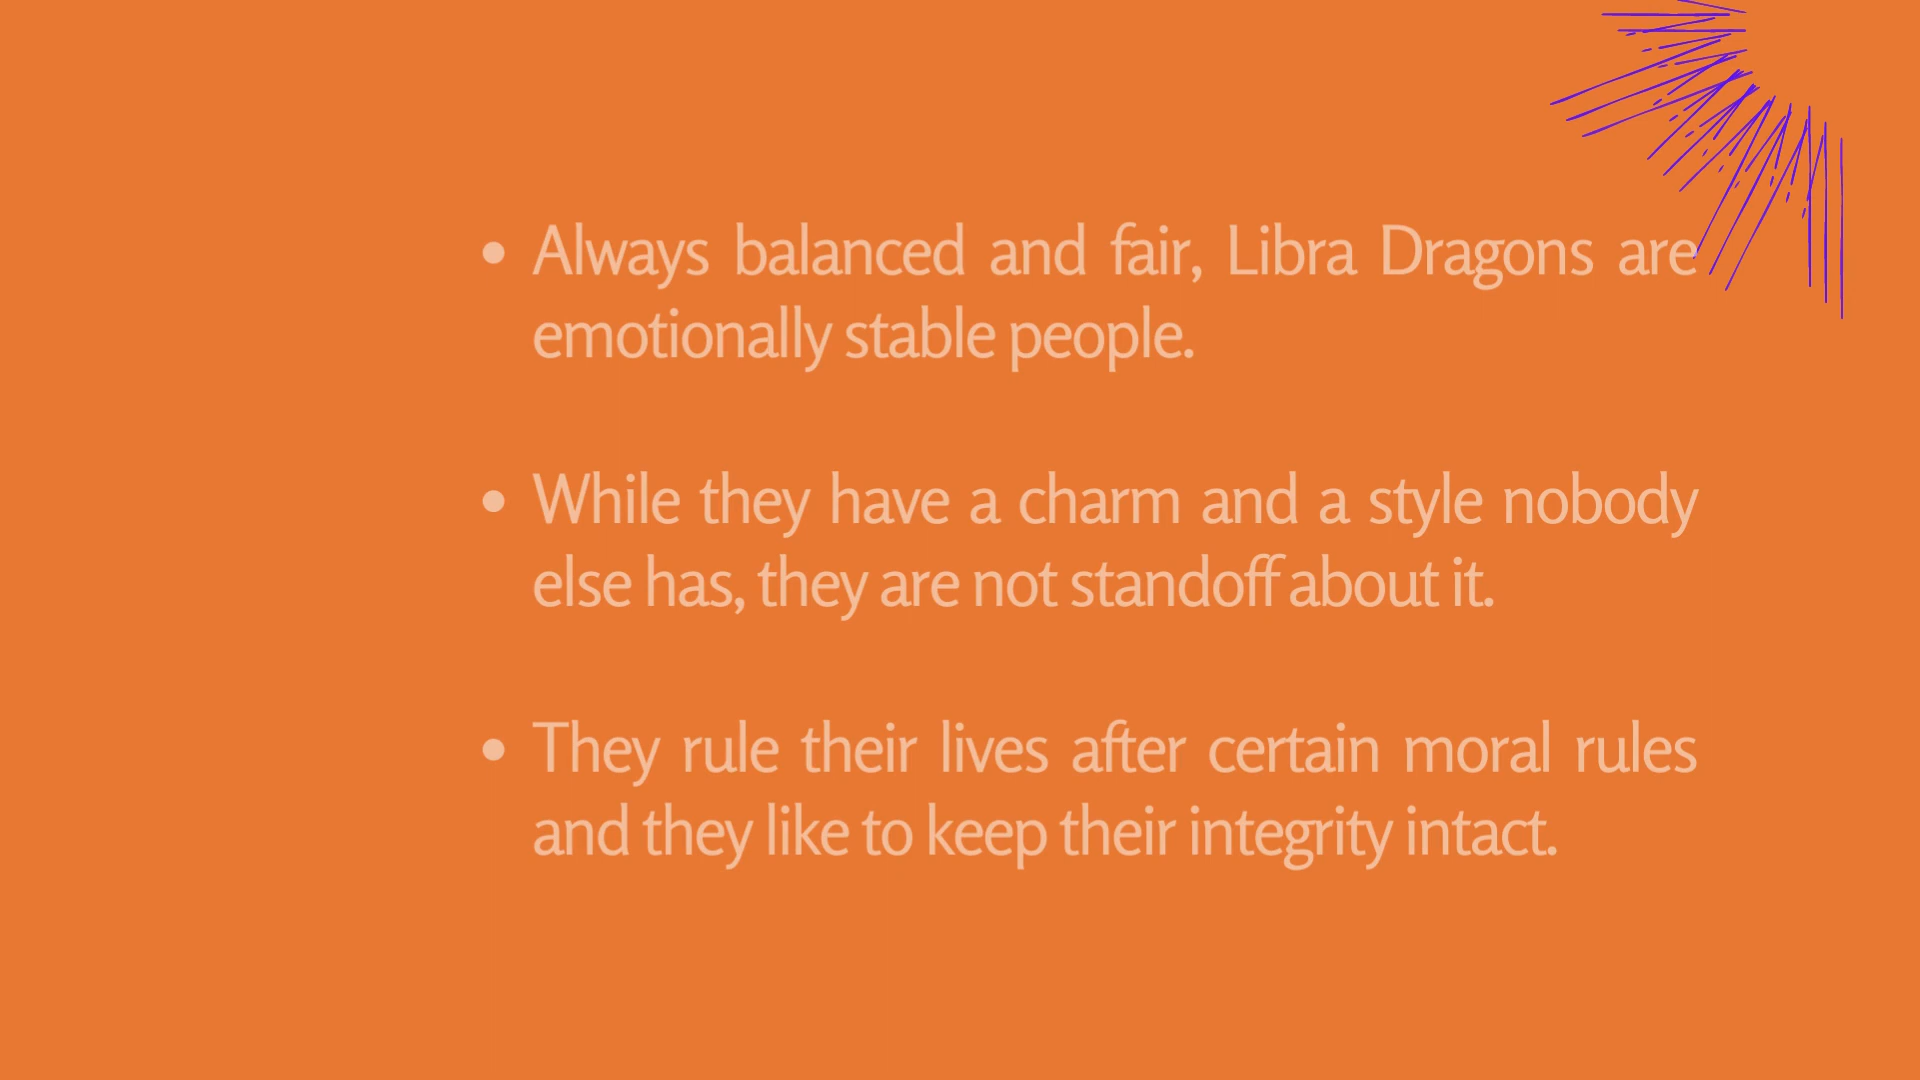 • Always balanced and fair, Libra Dragons are
emotionally stable people.
• While they have a charm and a style nobody
else has, they are not standoff about it.
• They rule their lives after certain moral rules
and they like to keep their integrity intact.